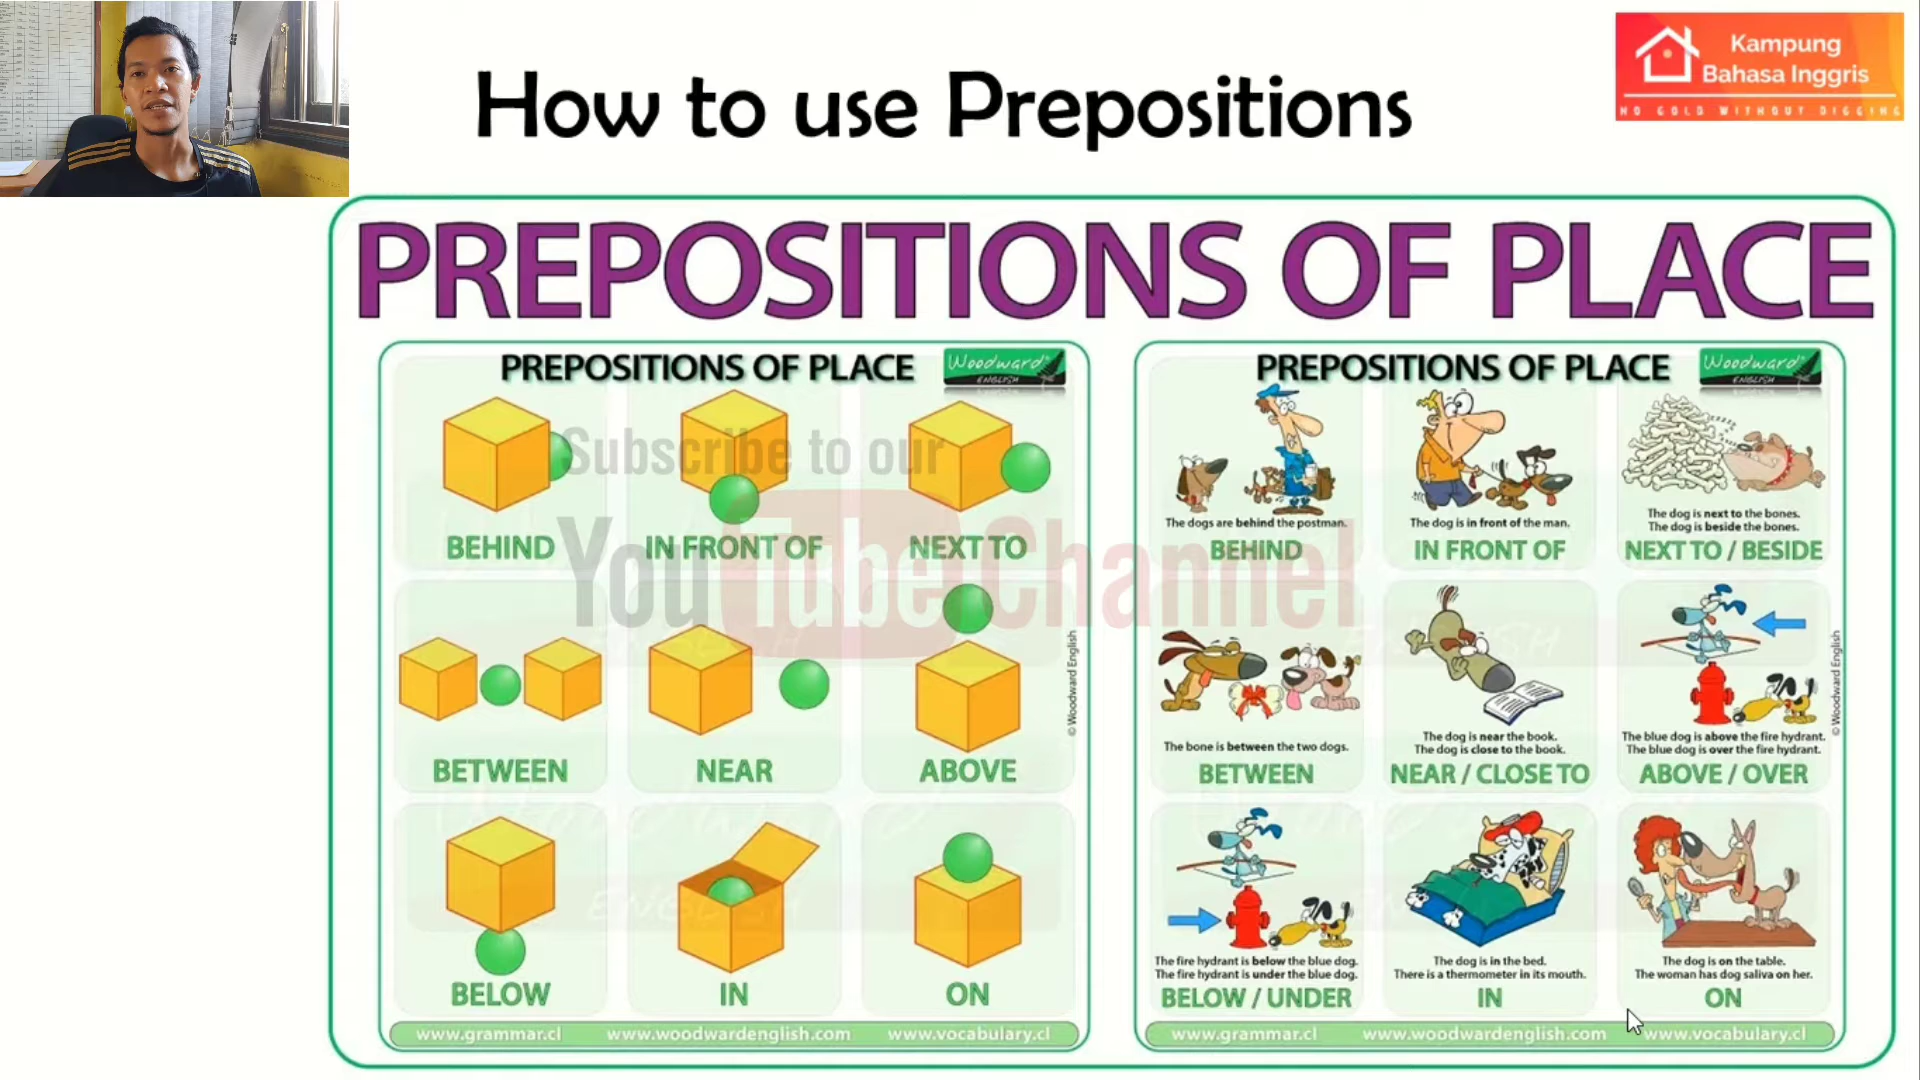 How to use Prepositions
Kampung
Bahasa Inggris
NO GOLD WITHOUT DIGGING
PREPOSITIONS OF PLACE
PREPOSITIONS OF PLACE
Woodward
ENGLISH
BEHIND
IN FRONT OF
NEXT TO
BETWEEN
NEAR
ABOVE
BELOW
IN
ON
© Woodward English
www.grammar.cl www.woodwardenglish.com www.vocabulary.cl
Subscribe to our
YouTube Channel
PREPOSITIONS OF PLACE
Woodward
ENGLISH
The dogs are behind the postman.
BEHIND
The dog is in front of the man.
IN FRONT OF
The dog is next to the bones.
The dog is beside the bones.
NEXT TO / BESIDE
The bone is between the two dogs.
BETWEEN
The dog is near the book.
The dog is close to the book.
NEAR / CLOSE TO
The blue dog is above the fire hydrant.
The blue dog is over the fire hydrant.
ABOVE / OVER
The fire hydrant is below the blue dog.
The fire hydrant is under the blue dog.
BELOW / UNDER
The dog is in the bed.
There is a thermometer in its mouth.
IN
The dog is on the table.
The woman has dog saliva on her.
ON
© Woodward English
www.grammar.cl www.woodwardenglish.com www.vocabulary.cl